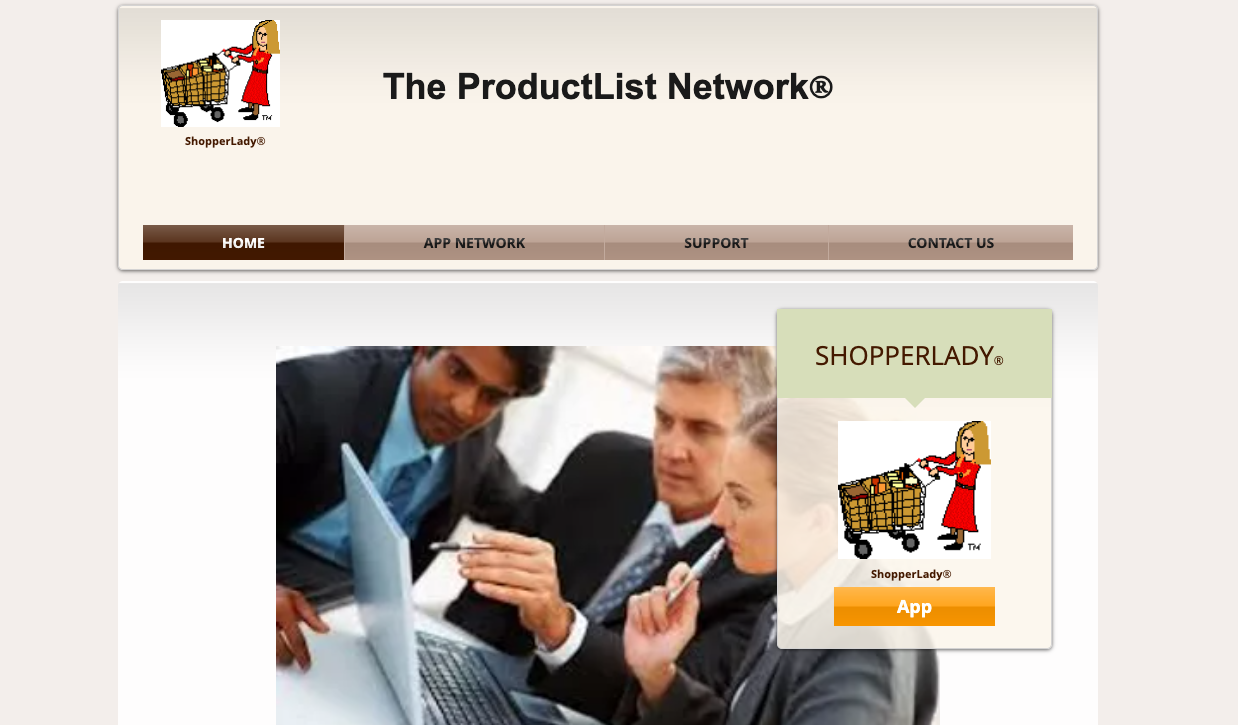 TM
ShopperLady®
The ProductList Network®
HOME
APP NETWORK
SUPPORT
CONTACT US
SHOPPERLADY®
TM
ShopperLady®
App